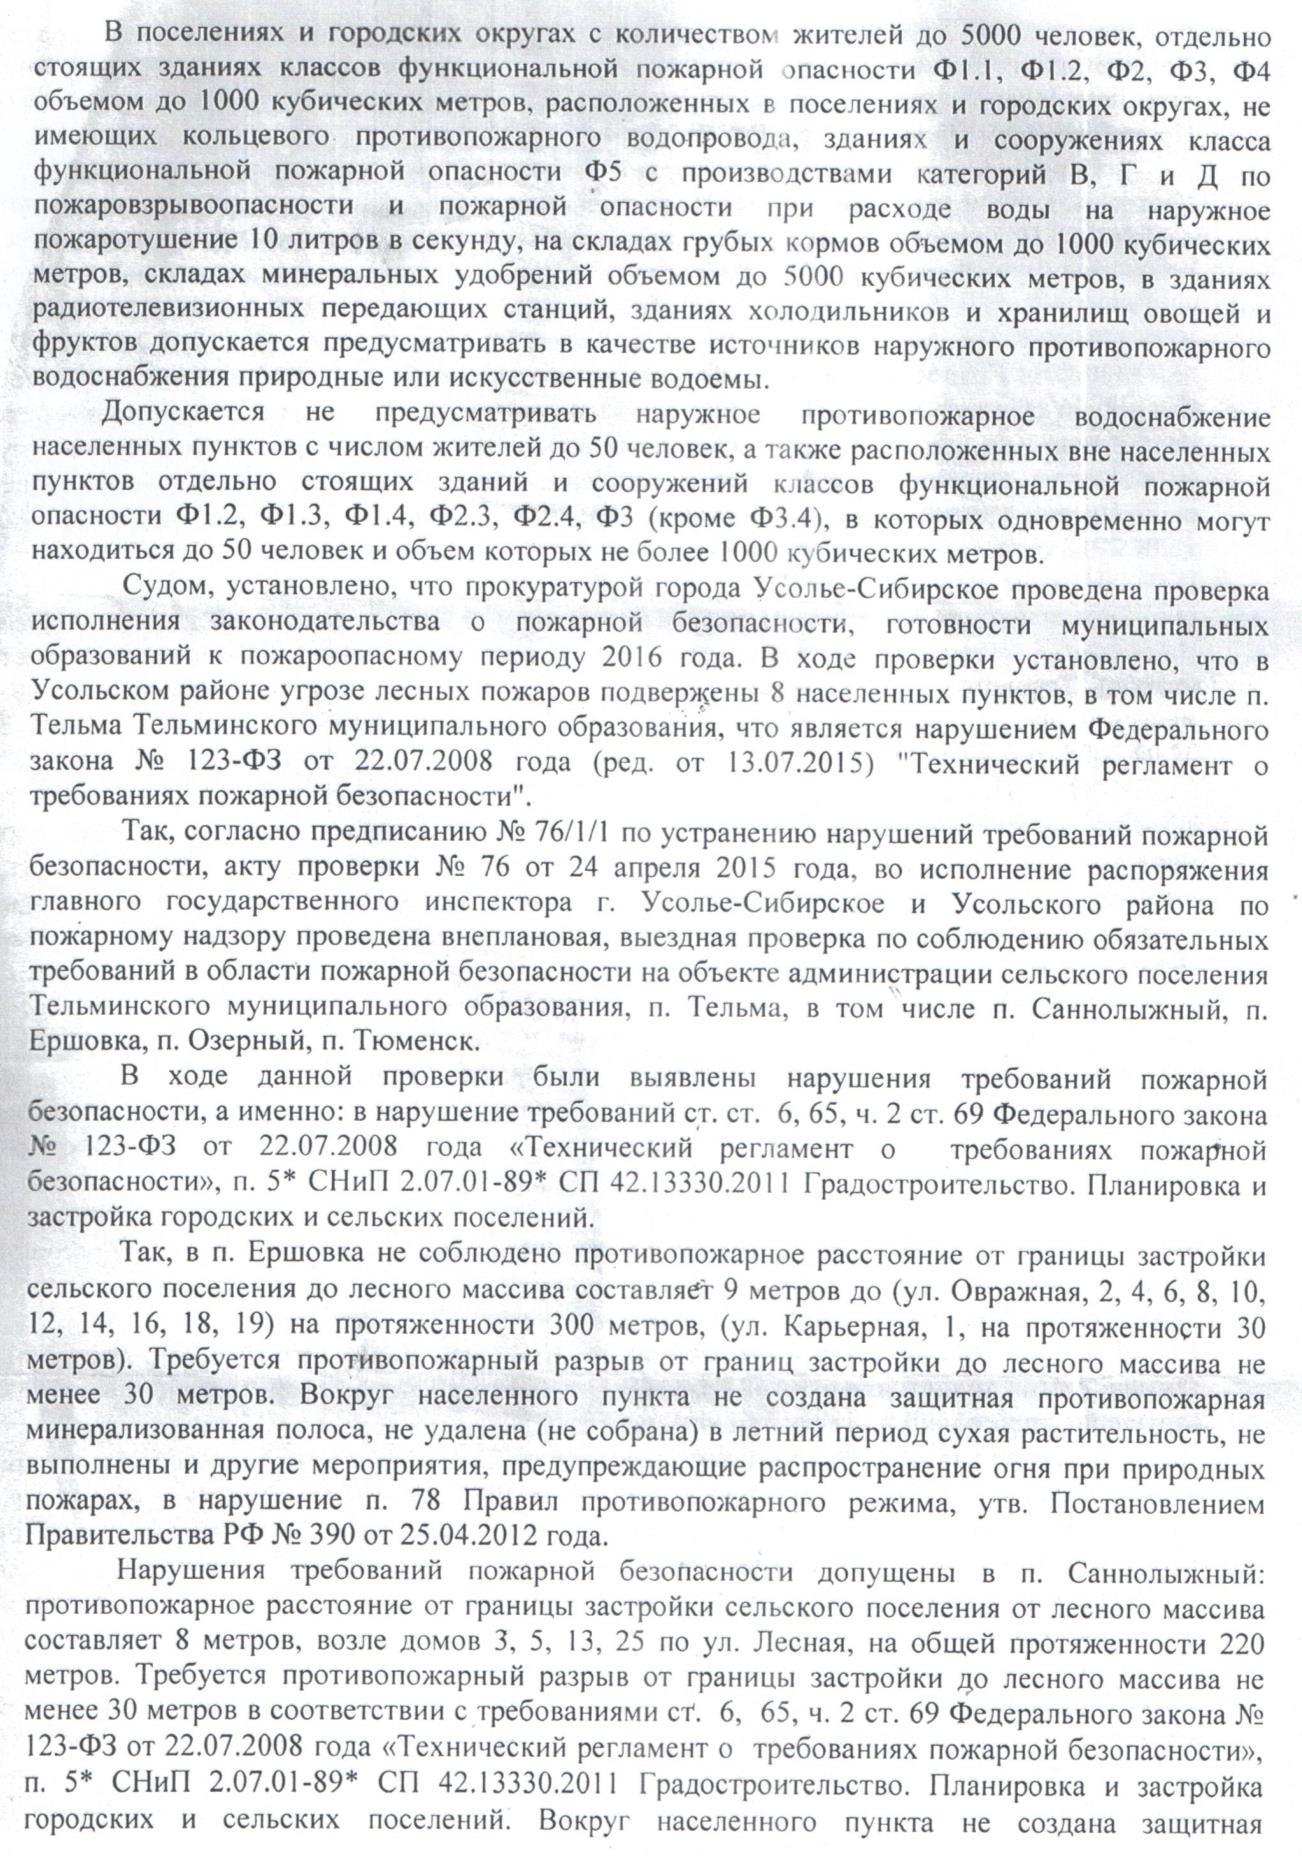 В поселениях и городских округах с количеством жителей до 5000 человек, отдельно
стоящих зданиях классов функциональной пожарной опасности Ф1.1, Ф1.2, Ф2, Ф3, Ф4
объемом до 1000 кубических метров, расположенных в поселениях и городских округах, не
имеющих кольцевого противопожарного водопровода, зданиях и сооружениях класса
функциональной пожарной опасности Ф5 с производствами категорий В, Г и Д по
пожаровзрывоопасности и пожарной опасности при расходе воды на наружное
пожаротушение 10 литров в секунду, на складах грубых кормов объемом до 1000 кубических
метров, складах минеральных удобрений объемом до 5000 кубических метров, в зданиях
радиотелевизионных передающих станций, зданиях холодильников и хранилищ овощей и
фруктов допускается предусматривать в качестве источников наружного противопожарного
водоснабжения природные или искусственные водоемы.
Допускается не предусматривать наружное противопожарное водоснабжение
населенных пунктов с числом жителей до 50 человек, а также расположенных вне населенных
пунктов отдельно стоящих зданий и сооружений классов функциональной пожарной
опасности Ф1.2, Ф1.3, Ф1.4, Ф2.3, Ф2.4, Ф3 (кроме Ф3.4), в которых одновременно могут
находиться до 50 человек и объем которых не более 1000 кубических метров.
Судом, установлено, что прокуратурой города Усолье-Сибирское проведена проверка
исполнения законодательства о пожарной безопасности, готовности муниципальных
образований к пожароопасному периоду 2016 года. В ходе проверки установлено, что в
Усольском районе угрозе лесных пожаров подвержены 8 населенных пунктов, в том числе п.
Тельма Тельминского муниципального образования, что является нарушением Федерального
закона № 123-ФЗ от 22.07.2008 года (ред. от 13.07.2015) "Технический регламент о
требованиях пожарной безопасности".
Так, согласно предписанию № 76/1/1 по устранению нарушений требований пожарной
безопасности, акту проверки № 76 от 24 апреля 2015 года, во исполнение распоряжения
главного государственного инспектора г. Усолье-Сибирское и Усольского района по
пожарному надзору проведена внеплановая, выездная проверка по соблюдению обязательных
требований в области пожарной безопасности на объекте администрации сельского поселения
Тельминского муниципального образования, п. Тельма, в том числе п. Саннолыжный, п.
Ершовка, п. Озерный, п. Тюменск.
В ходе данной проверки были выявлены нарушения требований пожарной
безопасности, а именно: в нарушение требований ст. ст. 6, 65, ч. 2 ст. 69 Федерального закона
№ 123-ФЗ от 22.07.2008 года «Технический регламент о требованиях пожарной
безопасности», п. 5* СНиП 2.07.01-89* СП 42.13330.2011 Градостроительство. Планировка и
застройка городских и сельских поселений.
Так, в п. Ершовка не соблюдено противопожарное расстояние от границы застройки
сельского поселения до лесного массива составляет 9 метров до (ул. Овражная, 2, 4, 6, 8, 10,
12, 14, 16, 18, 19) на протяженности 300 метров, (ул. Карьерная, 1, на протяженности 30
метров). Требуется противопожарный разрыв от границ застройки до лесного массива не
менее 30 метров. Вокруг населенного пункта не создана защитная противопожарная
минерализованная полоса, не удалена (не собрана) в летний период сухая растительность, не
выполнены и другие мероприятия, предупреждающие распространение огня при природных
пожарах, в нарушение п. 78 Правил противопожарного режима, утв. Постановлением
Правительства РФ № 390 от 25.04.2012 года.
Нарушения требований пожарной безопасности допущены в п. Саннолыжный:
противопожарное расстояние от границы застройки сельского поселения от лесного массива
составляет 8 метров, возле домов 3, 5, 13, 25 по ул. Лесная, на общей протяженности 220
метров. Требуется противопожарный разрыв от границы застройки до лесного массива не
менее 30 метров в соответствии с требованиями ст. 6, 65, ч. 2 ст. 69 Федерального закона №
123-ФЗ от 22.07.2008 года «Технический регламент о требованиях пожарной безопасности»,
п. 5* СНиП 2.07.01-89* СП 42.13330.2011 Градостроительство. Планировка и застройка
городских и сельских поселений. Вокруг населенного пункта не создана защитная